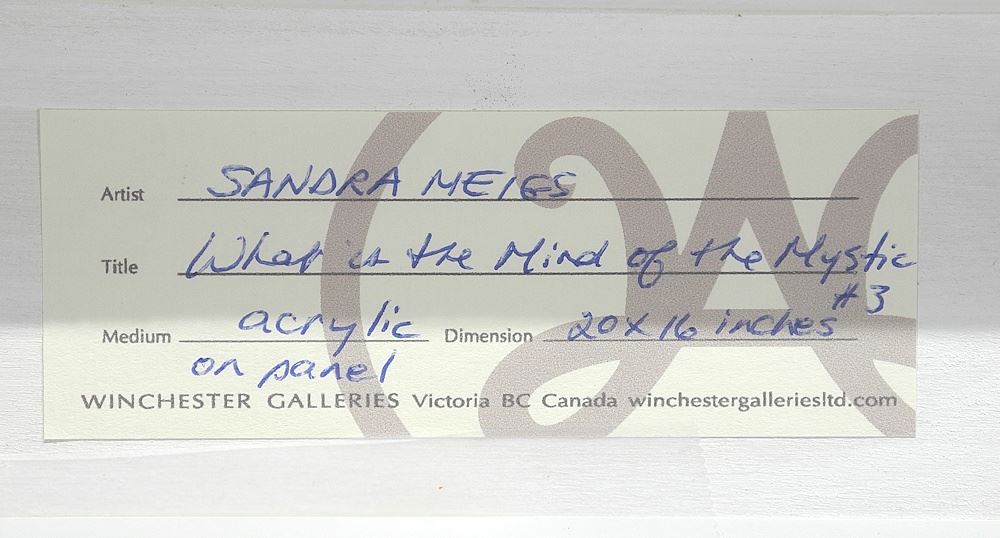 Artist SANDRA MEIGS
Title What is the Mind of the Mystic
#3
Medium acrylic Dimension 20 x 16 inches
on panel
WINCHESTER GALLERIES Victoria BC Canada winchestergalleriesltd.com